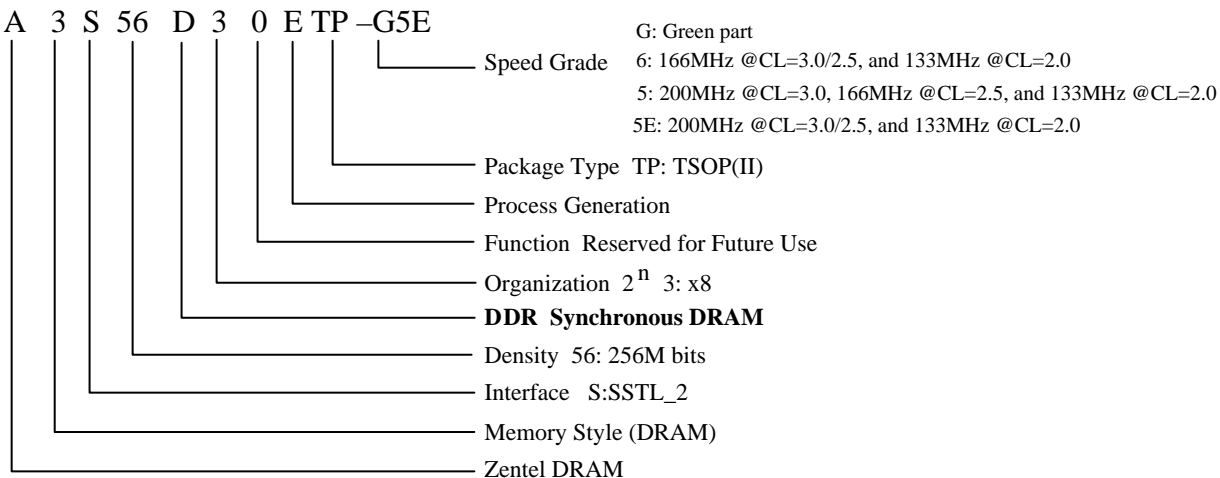 A 3 S 56 D 3 0 E TP –G5E
G: Green part
Speed Grade 6: 166MHz @CL=3.0/2.5, and 133MHz @CL=2.0
5: 200MHz @CL=3.0, 166MHz @CL=2.5, and 133MHz @CL=2.0
5E: 200MHz @CL=3.0/2.5, and 133MHz @CL=2.0
Package Type TP: TSOP(II)
Process Generation
Function Reserved for Future Use
Organization 2ⁿ 3: x8
DDR Synchronous DRAM
Density 56: 256M bits
Interface S:SSTL_2
Memory Style (DRAM)
Zentel DRAM